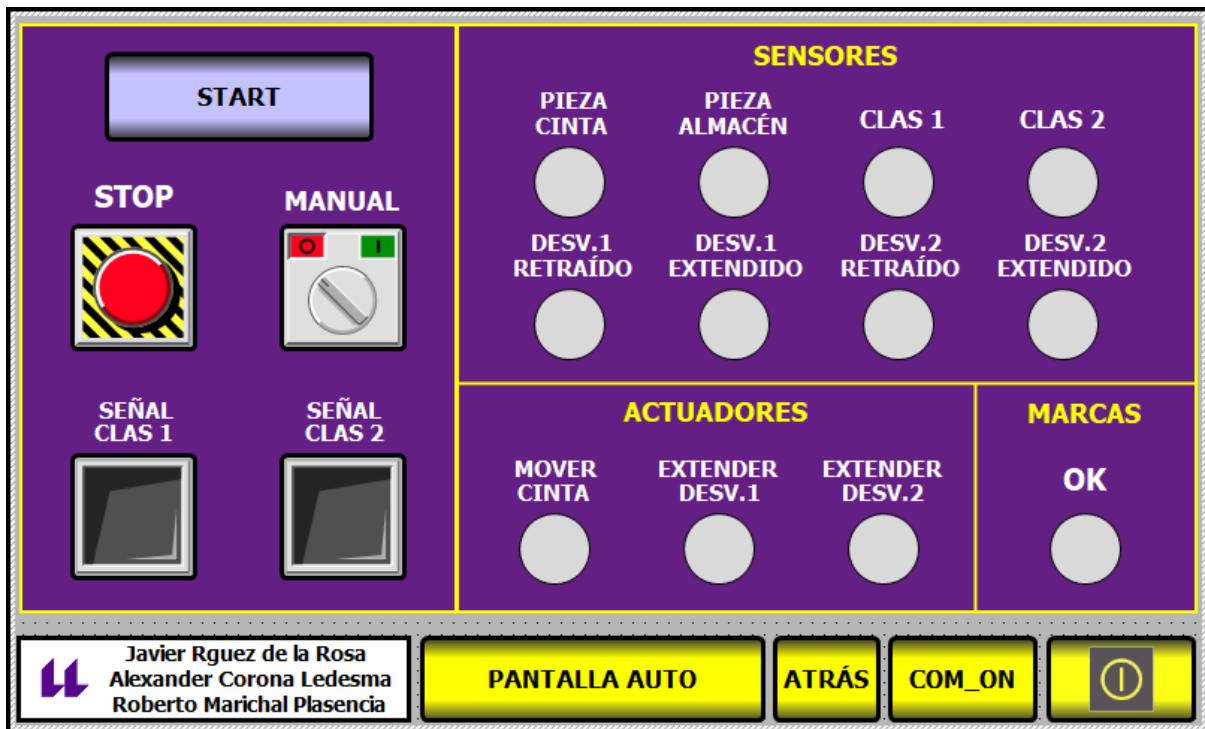 START
STOP
MANUAL
O I
SEÑAL
CLAS 1
SEÑAL
CLAS 2
SENSORES
PIEZA
CINTA
PIEZA
ALMACÉN
CLAS 1
CLAS 2
DESV.1
RETRAÍDO
DESV.1
EXTENDIDO
DESV.2
RETRAÍDO
DESV.2
EXTENDIDO
ACTUADORES
MOVER
CINTA
EXTENDER
DESV.1
EXTENDER
DESV.2
MARCAS
OK
Javier Rguez de la Rosa
Alexander Corona Ledesma
Roberto Marichal Plasencia
PANTALLA AUTO
ATRÁS
COM_ON